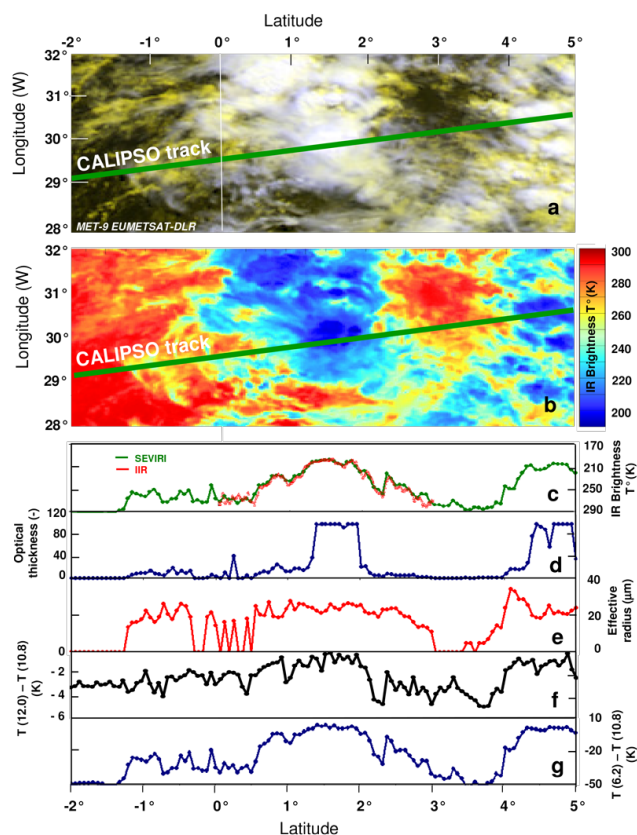 Latitude
-2° -1° 0° 1° 2° 3° 4° 5°
Longitude (W)
32°
31°
30°
29°
28°
CALIPSO track
MET-9 EUMETSAT-DLR
a
Longitude (W)
32°
31°
30°
29°
28°
CALIPSO track
b
IR Brightness T° (K)
300
280
260
240
220
200
SEVIRI
IIR
c
IR Brightness
T° (K)
170
210
250
290
Optical
thickness (-)
120
80
40
0
d
Effective
radius (µm)
40
20
0
0
e
T (12.0) – T (10.8)
(K)
- 2
- 4
- 6
f
T (6.2) – T (10.8)
(K)
10
-20
-50
g
-2° -1° 0° 1° 2° 3° 4° 5°
Latitude